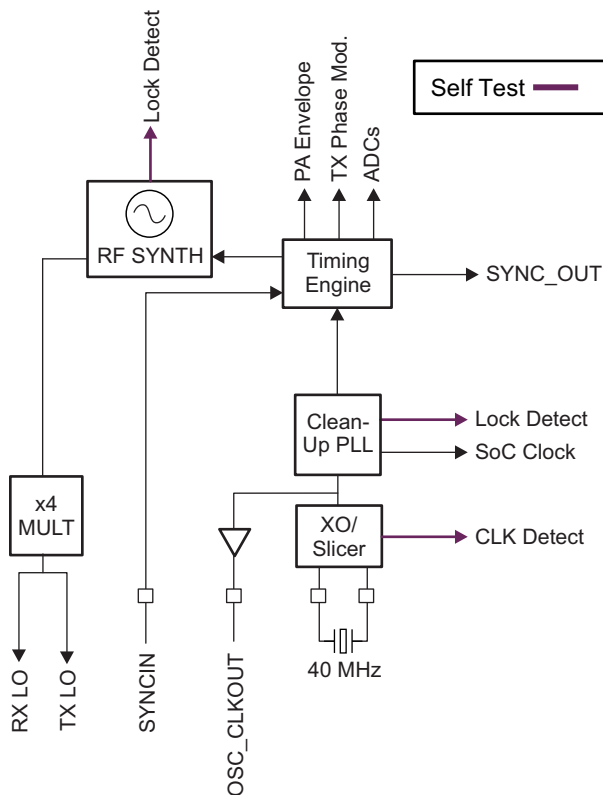 Lock Detect
PA Envelope
TX Phase Mod.
ADCs
Self Test
RF SYNTH
Timing
Engine
SYNC_OUT
Clean-
Up PLL
Lock Detect
SoC Clock
x4
MULT
XO/
Slicer
CLK Detect
40 MHz
RX LO
TX LO
SYNCIN
OSC_CLKOUT